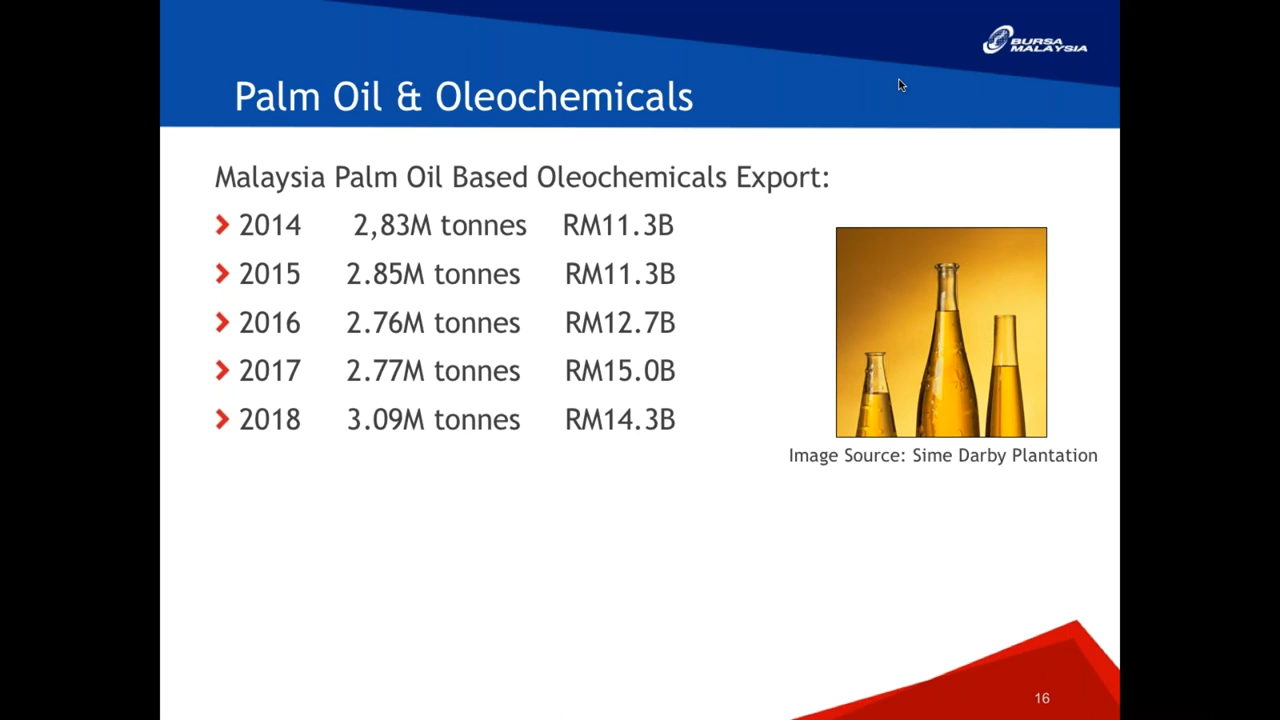 BURSA
MALAYSIA
Palm Oil & Oleochemicals
Malaysia Palm Oil Based Oleochemicals Export:
2014 2,83M tonnes RM11.3B
2015 2.85M tonnes RM11.3B
2016 2.76M tonnes RM12.7B
2017 2.77M tonnes RM15.0B
2018 3.09M tonnes RM14.3B
Image Source: Sime Darby Plantation
16